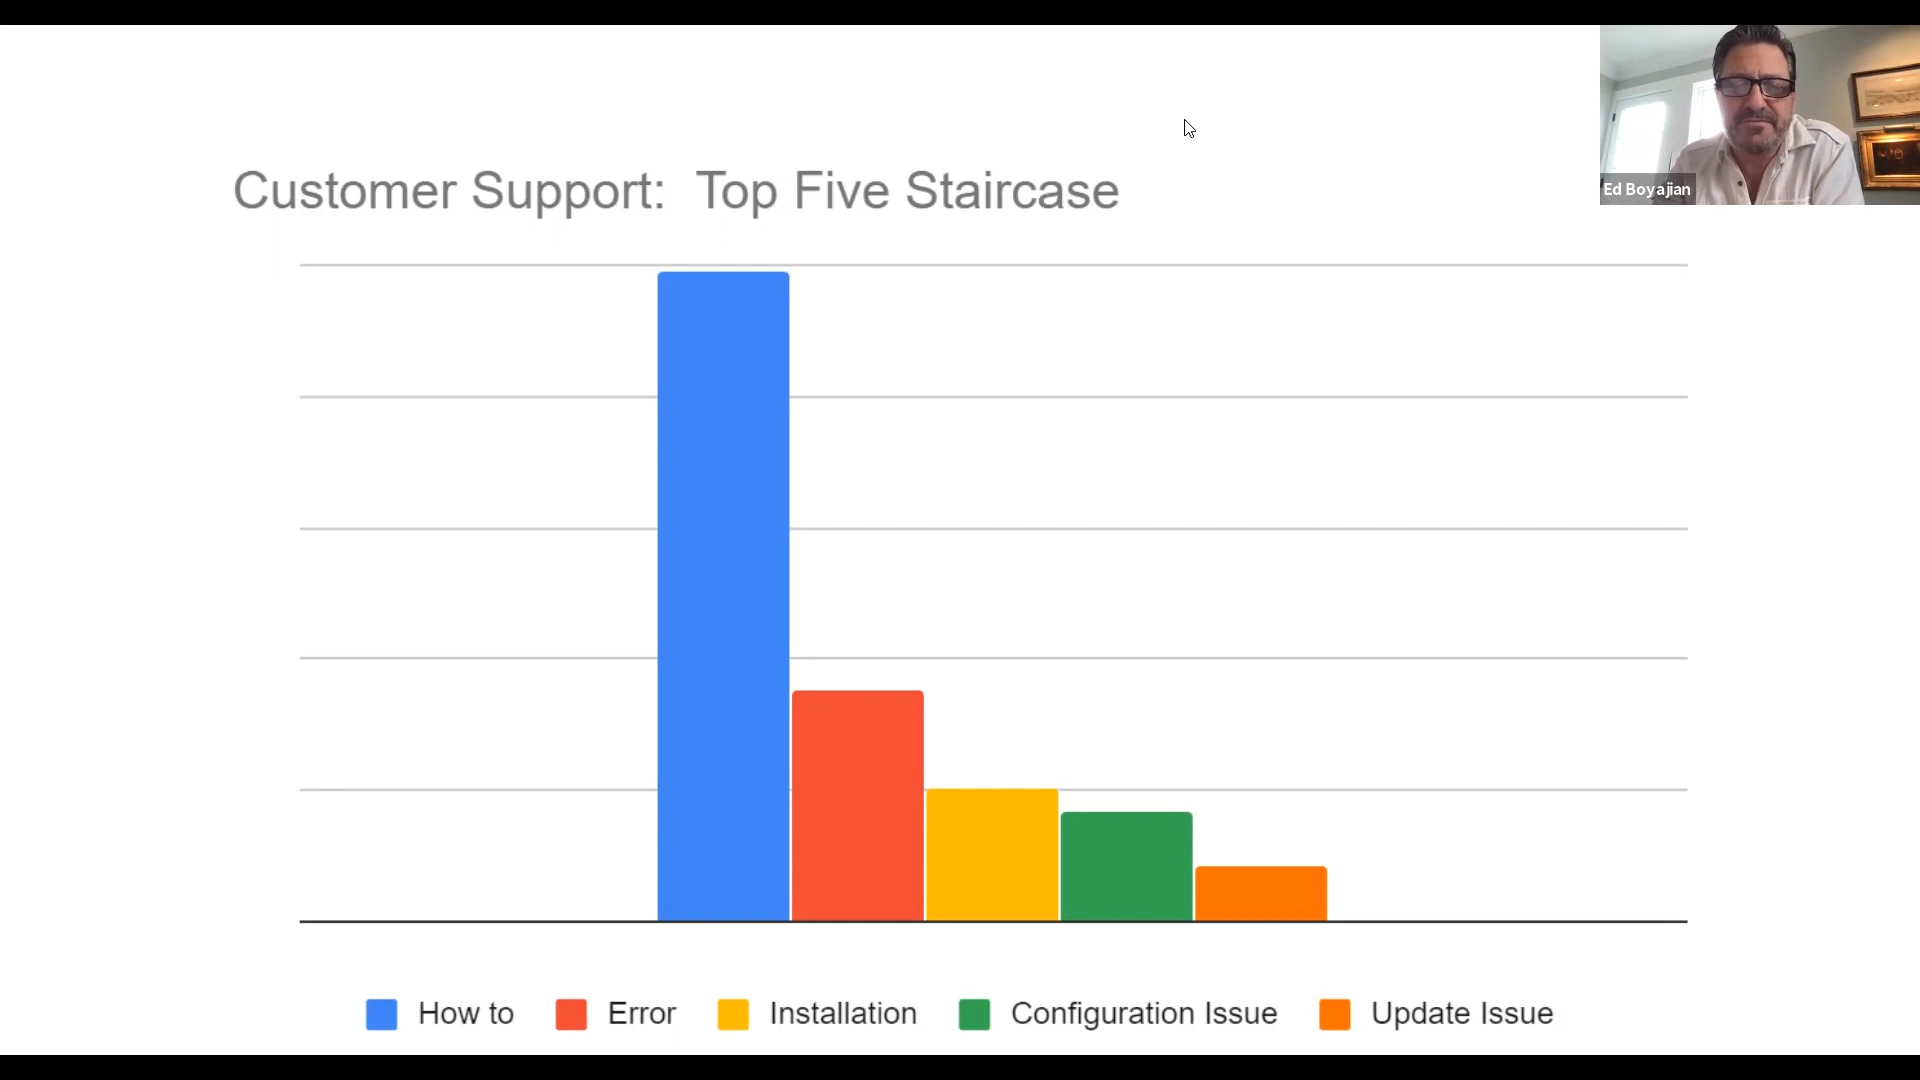 Ed Boyajian
Customer Support: Top Five Staircase
How to Error Installation Configuration Issue Update Issue